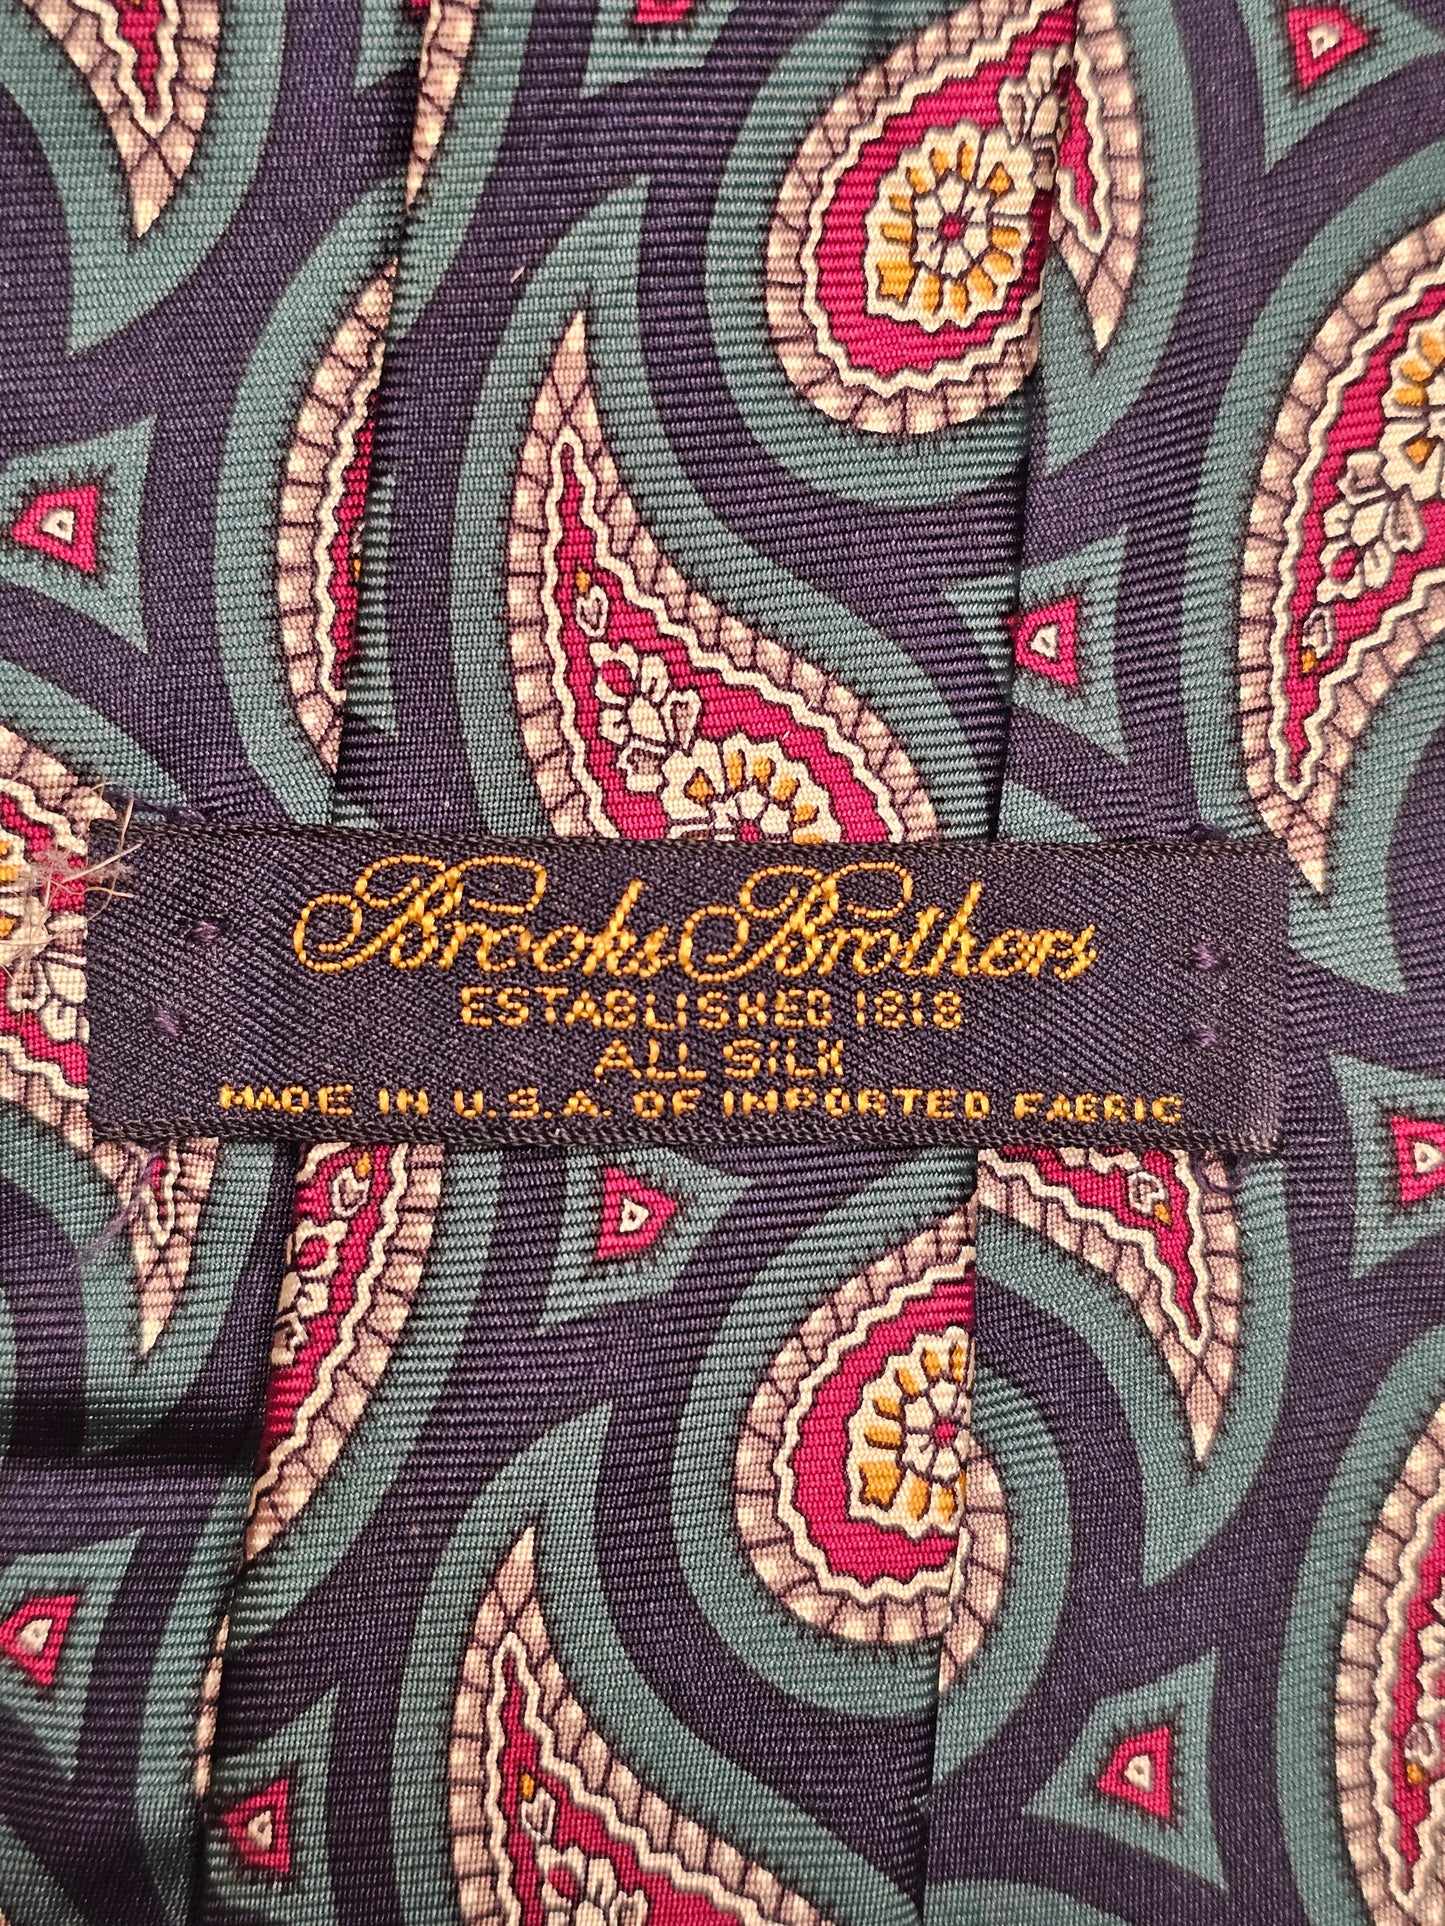 Brooks Brothers
ESTABLISHED 1818
ALL SILK
MADE IN U.S.A. OF IMPORTED FABRIC